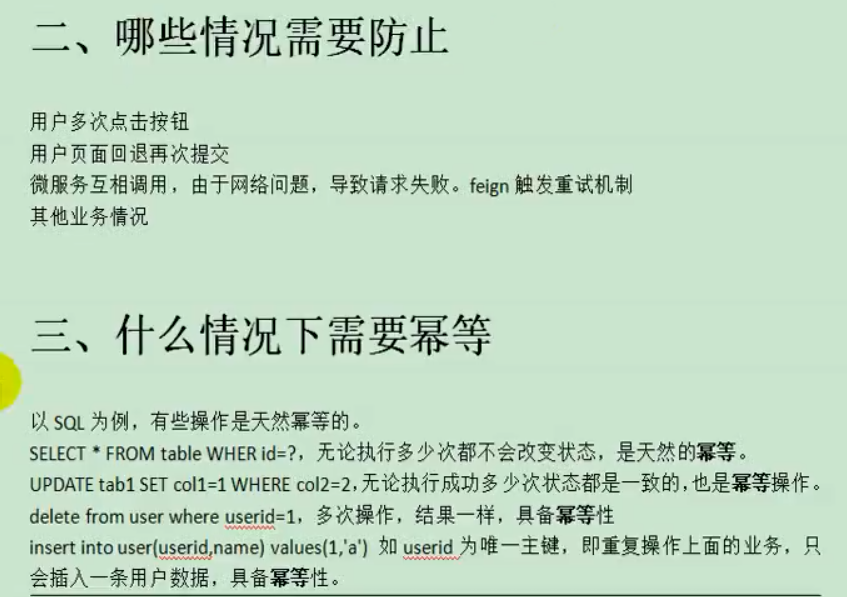 二、哪些情况需要防止
用户多次点击按钮
用户页面回退再次提交
微服务互相调用，由于网络问题，导致请求失败。feign 触发重试机制
其他业务情况
三、什么情况下需要幂等
以 SQL 为例，有些操作是天然幂等的。
SELECT * FROM table WHER id=?，无论执行多少次都不会改变状态，是天然的幂等。
UPDATE tab1 SET col1=1 WHERE col2=2，无论执行成功多少次状态都是一致的，也是幂等操作。
delete from user where userid=1，多次操作，结果一样，具备幂等性
insert into user(userid,name) values(1,'a') 如 userid 为唯一主键，即重复操作上面的业务，只
会插入一条用户数据，具备幂等性。